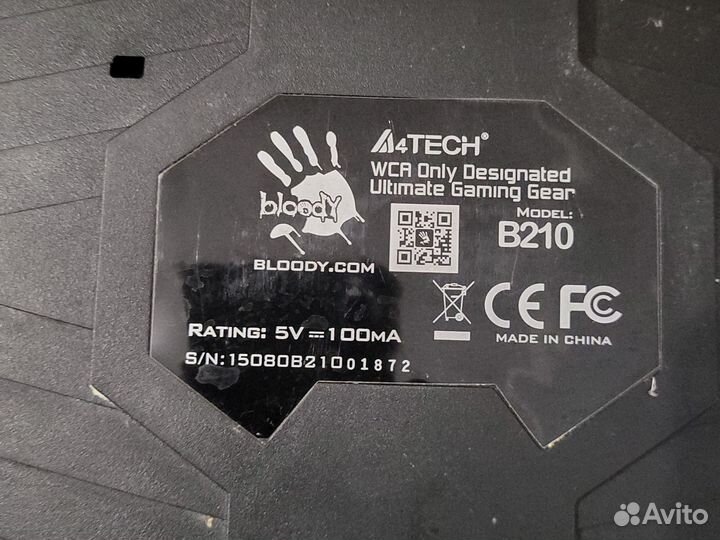 A4TECH®
WCA Only Designated
Ultimate Gaming Gear
bloody
MODEL:
B210
BLOODY.COM
CE FC
RATING: 5V ⎓ 100MA
MADE IN CHINA
S/N:15080B21001872
Avito